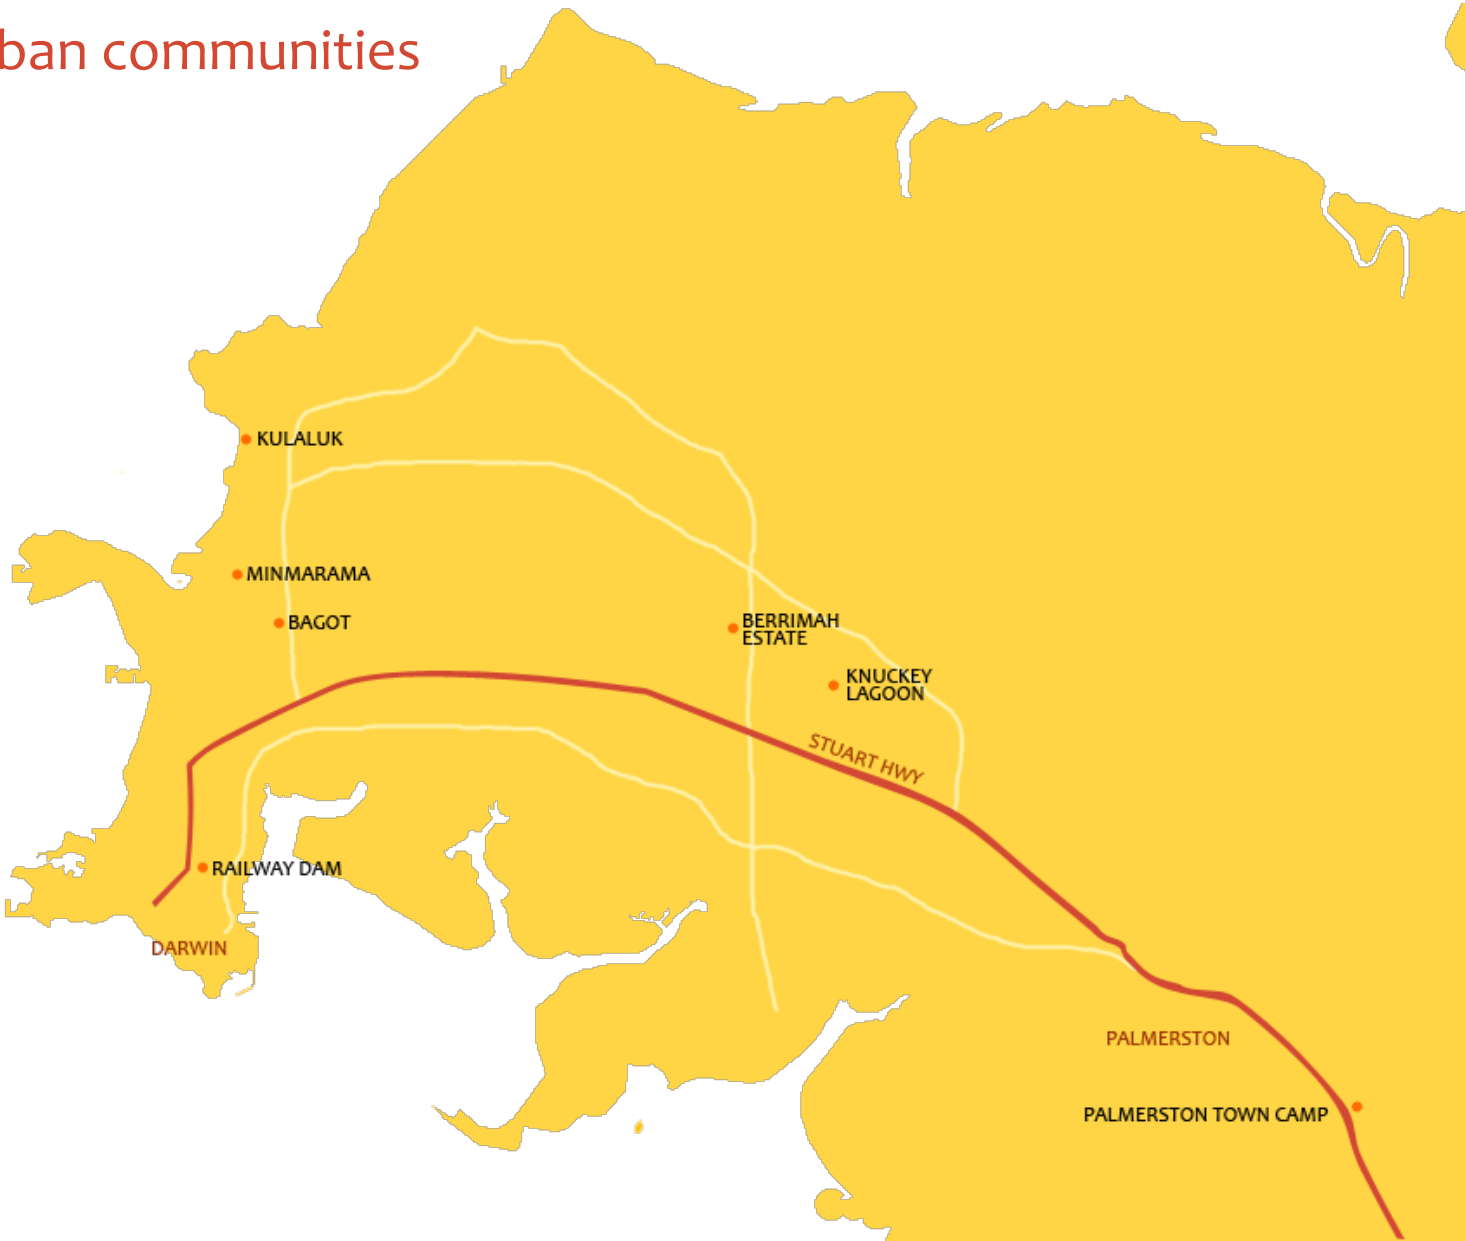 ban communities
KULALUK
MINMARAMA
BAGOT
BERRIMAH
ESTATE
KNUCKEY
LAGOON
STUART HWY
RAILWAY DAM
DARWIN
PALMERSTON
PALMERSTON TOWN CAMP